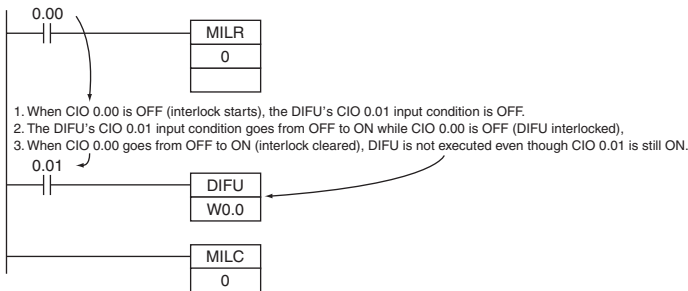 0.00
MILR
0
1. When CIO 0.00 is OFF (interlock starts), the DIFU's CIO 0.01 input condition is OFF.
2. The DIFU's CIO 0.01 input condition goes from OFF to ON while CIO 0.00 is OFF (DIFU interlocked),
3. When CIO 0.00 goes from OFF to ON (interlock cleared), DIFU is not executed even though CIO 0.01 is still ON.
0.01
DIFU
W0.0
MILC
0